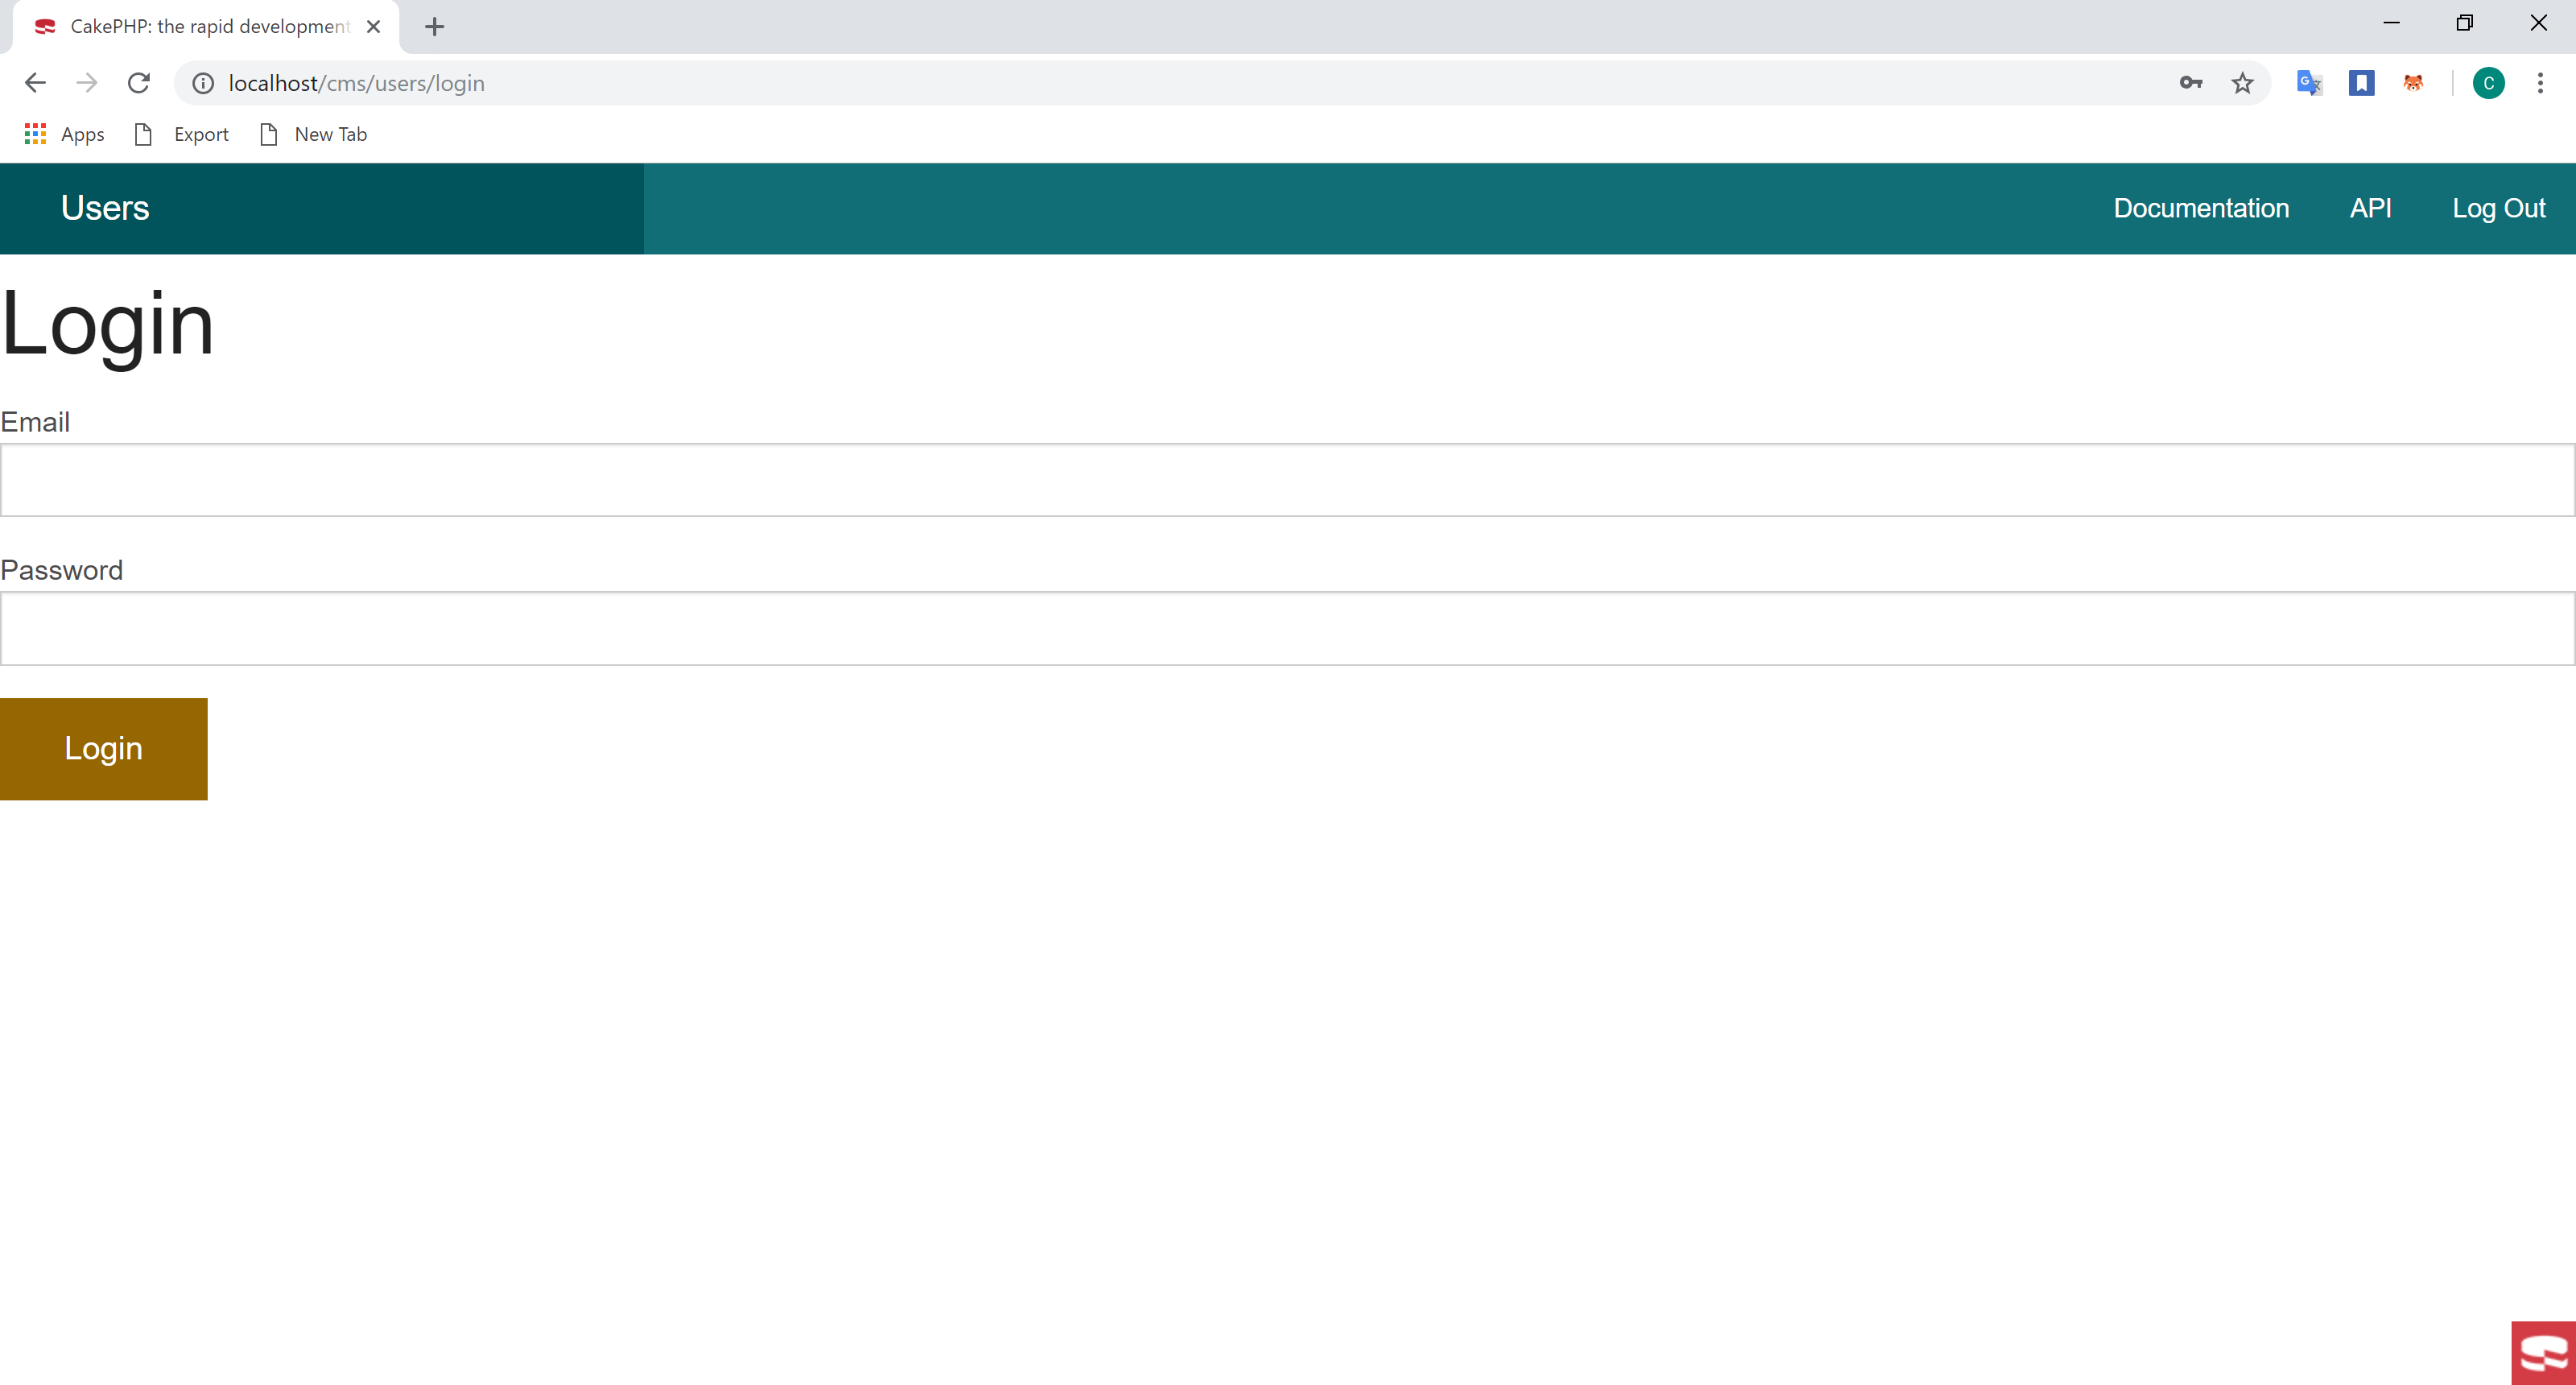 CakePHP: the rapid development
localhost/cms/users/login
C
Apps Export New Tab
Users Documentation API Log Out
Login
Email
Password
Login